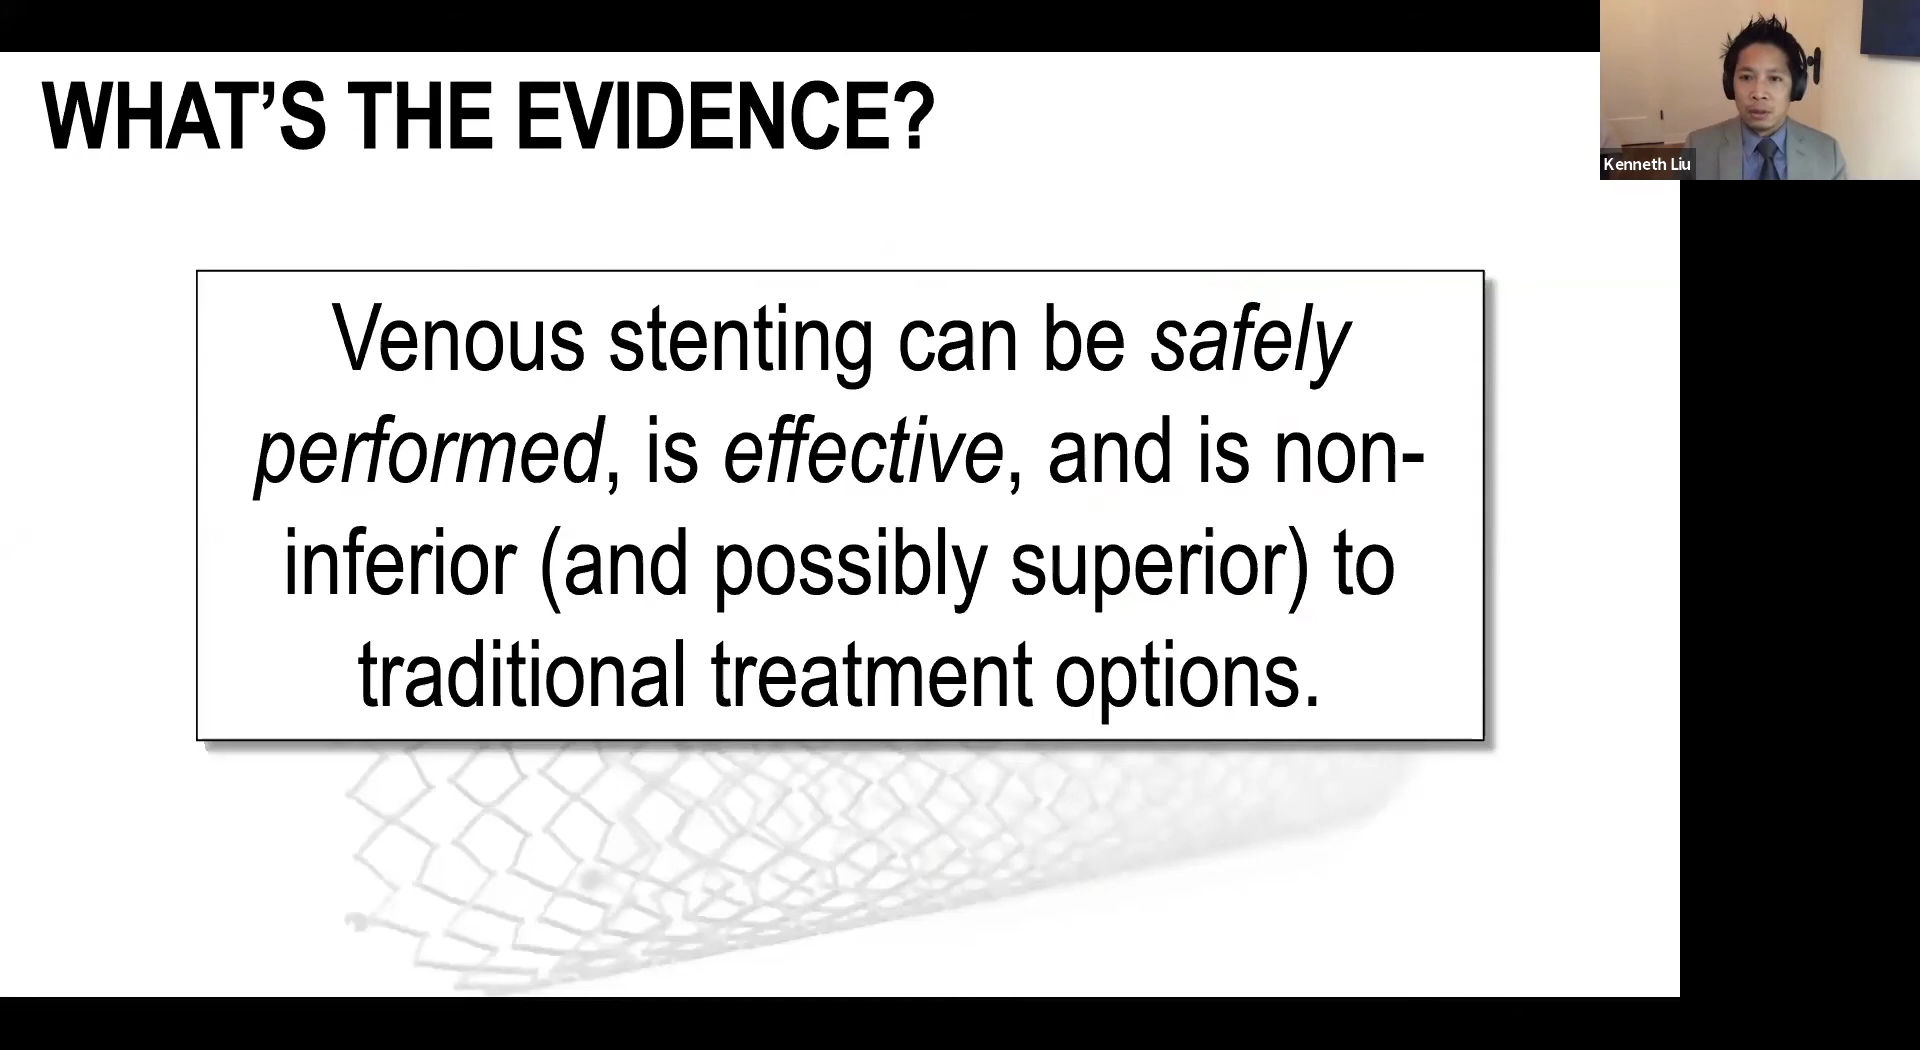 WHAT’S THE EVIDENCE?
Kenneth Liu
Venous stenting can be safely
performed, is effective, and is non-
inferior (and possibly superior) to
traditional treatment options.